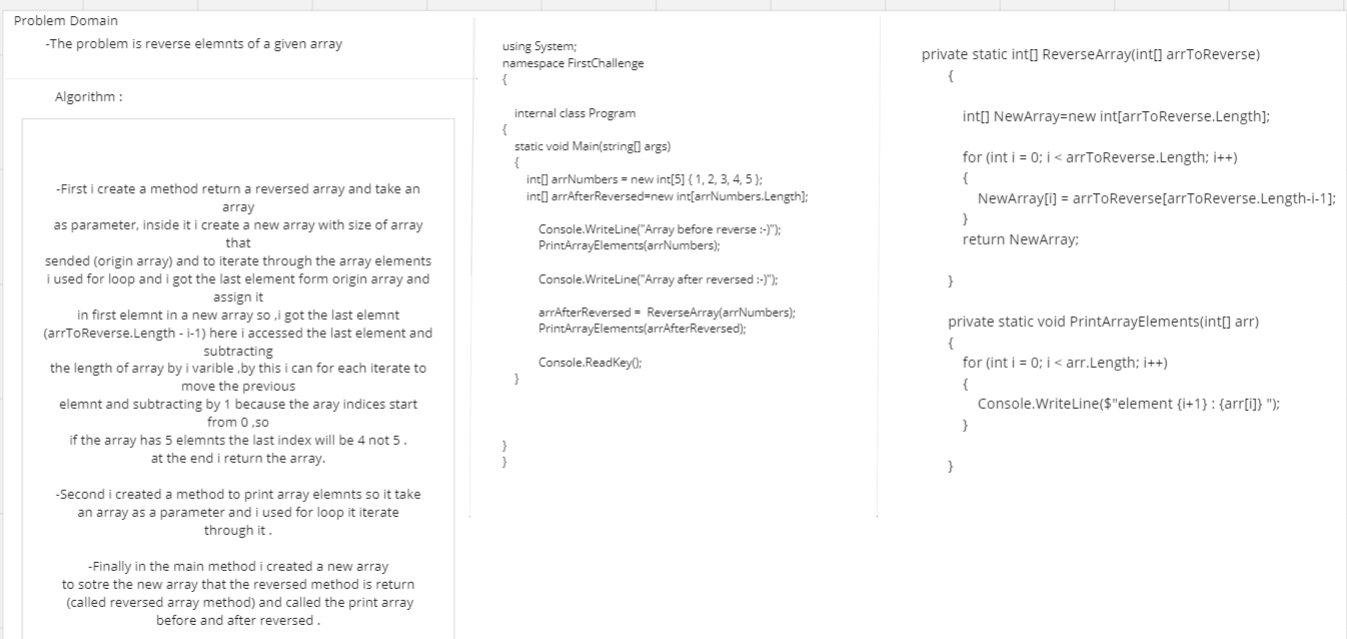 Problem Domain
-The problem is reverse elemnts of a given array
Algorithm :
-First i create a method return a reversed array and take an
array
as parameter, inside it i create a new array with size of array
that
sended (origin array) and to iterate through the array elements
i used for loop and i got the last element form origin array and
assign it
in first elemnt in a new array so ,i got the last elemnt
(arrToReverse.Length - i-1) here i accessed the last element and
subtracting
the length of array by i varible ,by this i can for each iterate to
move the previous
elemnt and subtracting by 1 because the aray indices start
from 0 ,so
if the array has 5 elemnts the last index will be 4 not 5 .
at the end i return the array.
-Second i created a method to print array elemnts so it take
an array as a parameter and i used for loop it iterate
through it .
-Finally in the main method i created a new array
to sotre the new array that the reversed method is return
(called reversed array method) and called the print array
before and after reversed .
using System;
namespace FirstChallenge
{
internal class Program
{
static void Main(string[] args)
{
int[] arrNumbers = new int[5] { 1, 2, 3, 4, 5 };
int[] arrAfterReversed=new int[arrNumbers.Length];
Console.WriteLine("Array before reverse :-)");
PrintArrayElements(arrNumbers);
Console.WriteLine("Array after reversed :-)");
arrAfterReversed = ReverseArray(arrNumbers);
PrintArrayElements(arrAfterReversed);
Console.ReadKey();
}
}
}
private static int[] ReverseArray(int[] arrToReverse)
{
int[] NewArray=new int[arrToReverse.Length];
for (int i = 0; i < arrToReverse.Length; i++)
{
NewArray[i] = arrToReverse[arrToReverse.Length-i-1];
}
return NewArray;
}
private static void PrintArrayElements(int[] arr)
{
for (int i = 0; i < arr.Length; i++)
{
Console.WriteLine($"element {i+1} : {arr[i]} ");
}
}